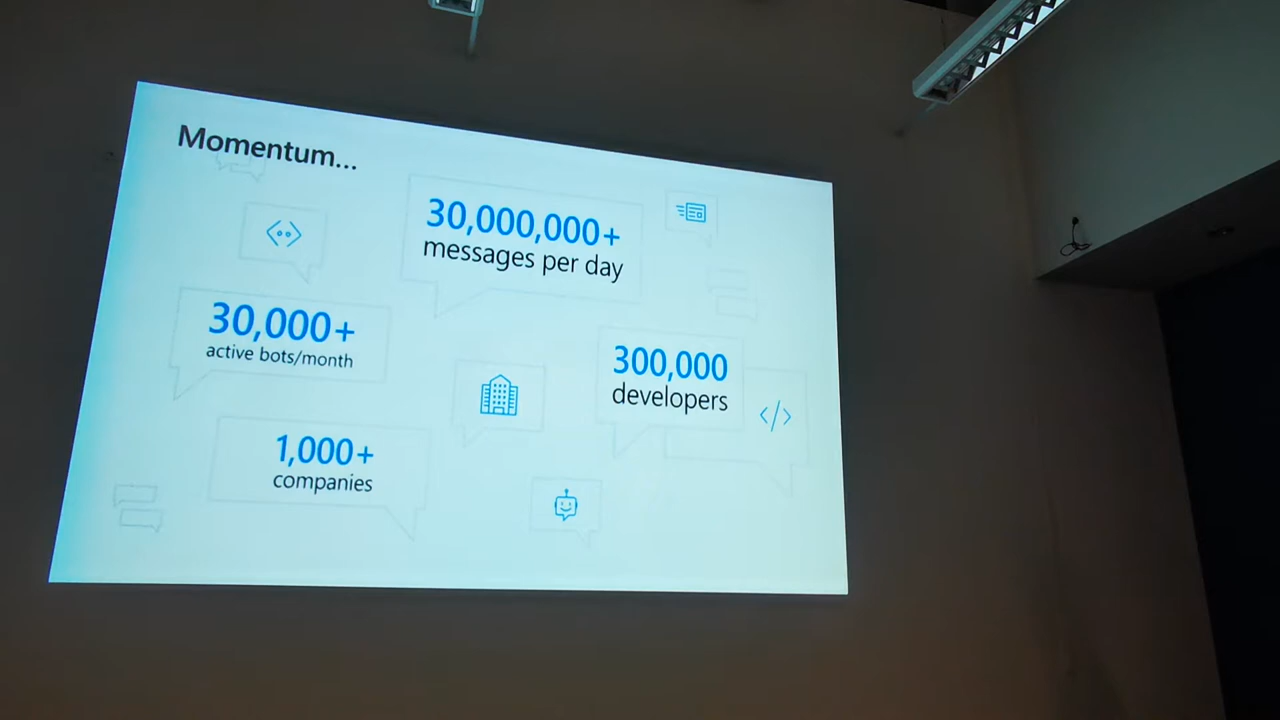 Momentum...
30,000,000+
messages per day
30,000+
active bots/month
300,000
developers
1,000+
companies